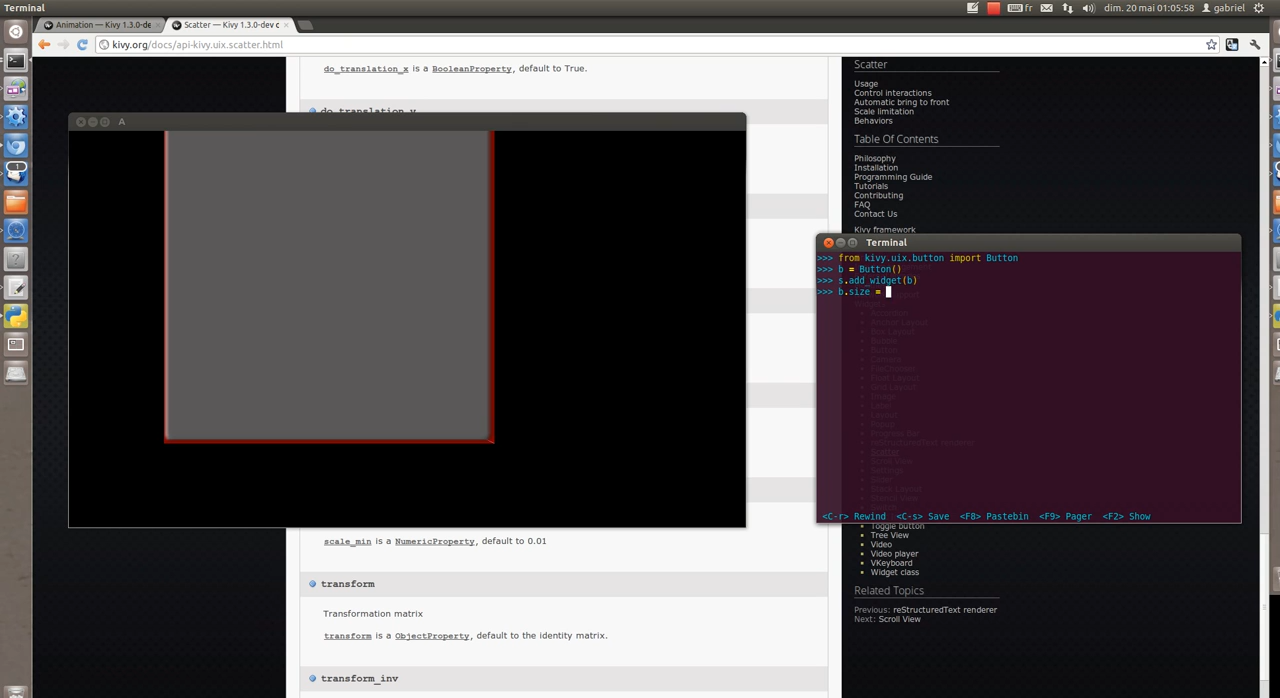 Terminal
fr
dim. 20 mai 01:05:58
gabriel
Animation — Kivy 1.3.0-de
Scatter — Kivy 1.3.0-dev c
kivy.org/docs/api-kivy.uix.scatter.html
do_translation_x is a BooleanProperty, default to True.
do_translation_y
A
scale_min is a NumericProperty, default to 0.01
transform
Transformation matrix
transform is a ObjectProperty, default to the identity matrix.
transform_inv
Scatter
Usage
Control interactions
Automatic bring to front
Scale limitation
Behaviors
Table Of Contents
Philosophy
Installation
Programming Guide
Tutorials
Contributing
FAQ
Contact Us
Kivy framework
Terminal
>>> from kivy.uix.button import Button
>>> b = Button()
>>> s.add_widget(b)
>>> b.size =
<C-r> Rewind <C-s> Save <F8> Pastebin <F9> Pager <F2> Show
Toggle button
Tree View
Video
Video player
VKeyboard
Widget class
Related Topics
Previous: reStructuredText renderer
Next: Scroll View
1